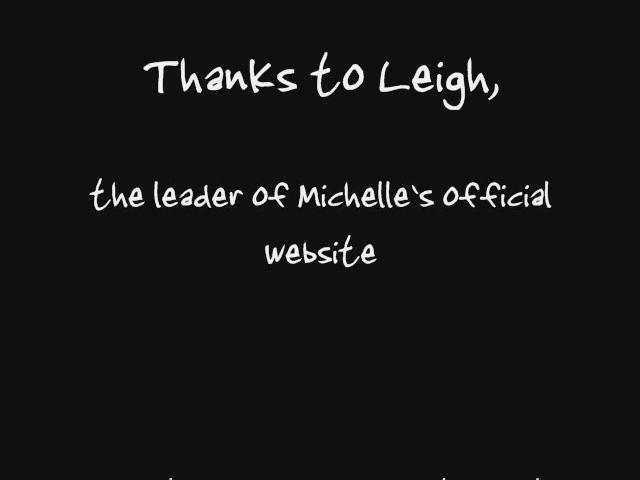 Thanks to Leigh,
the leader of Michelle's official
website